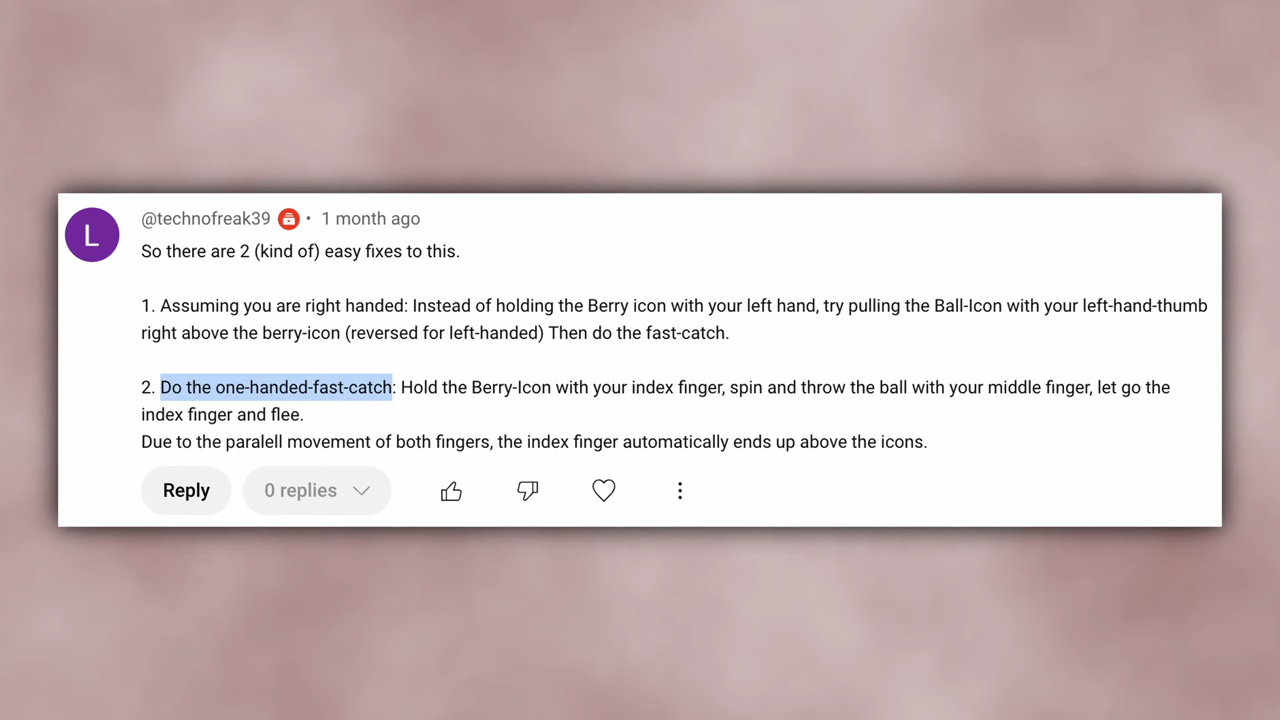 L
@technofreak39 • 1 month ago
So there are 2 (kind of) easy fixes to this.
1. Assuming you are right handed: Instead of holding the Berry icon with your left hand, try pulling the Ball-Icon with your left-hand-thumb
right above the berry-icon (reversed for left-handed) Then do the fast-catch.
2. Do the one-handed-fast-catch: Hold the Berry-Icon with your index finger, spin and throw the ball with your middle finger, let go the
index finger and flee.
Due to the paralell movement of both fingers, the index finger automatically ends up above the icons.
Reply 0 replies